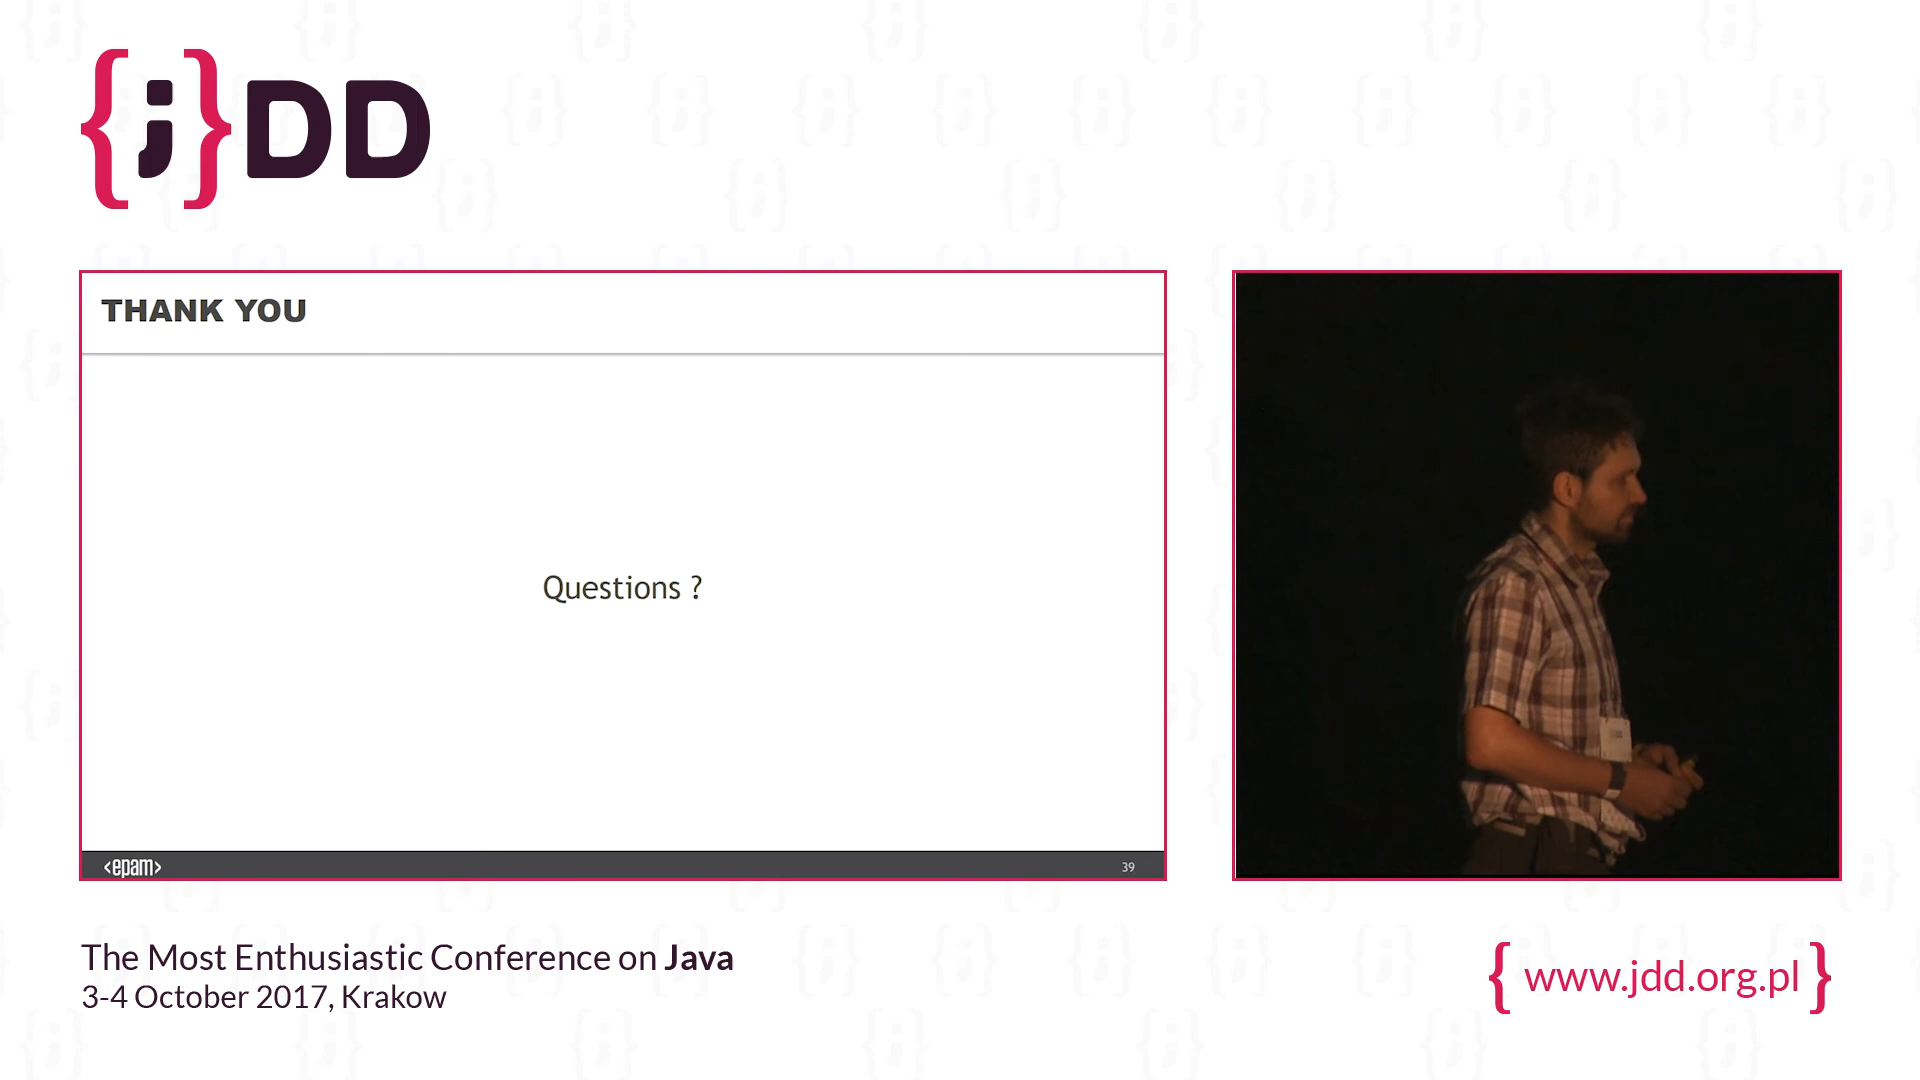 {;}DD
THANK YOU
Questions ?
<epam>
39
The Most Enthusiastic Conference on Java
3-4 October 2017, Krakow
{ www.jdd.org.pl }